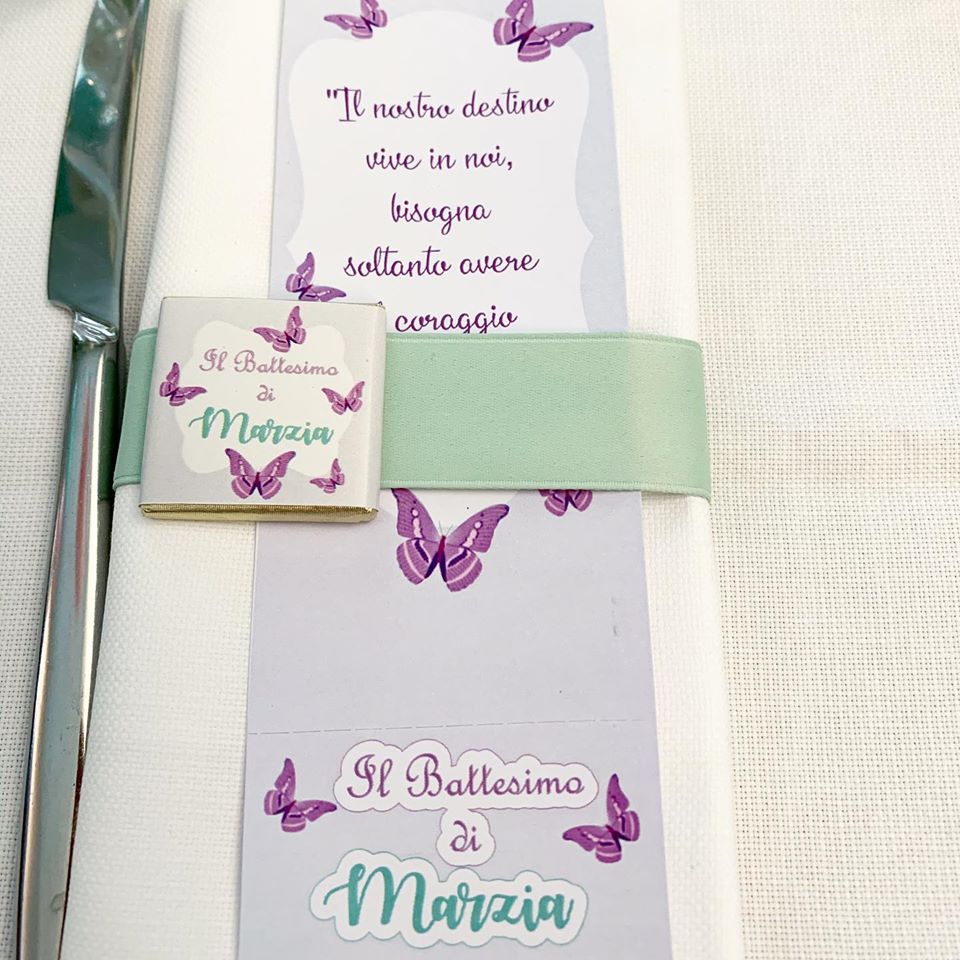 "Il nostro destino
vive in noi,
bisogna
soltanto avere
coraggio
Il Battesimo
di
Marzia
Il Battesimo
di
Marzia